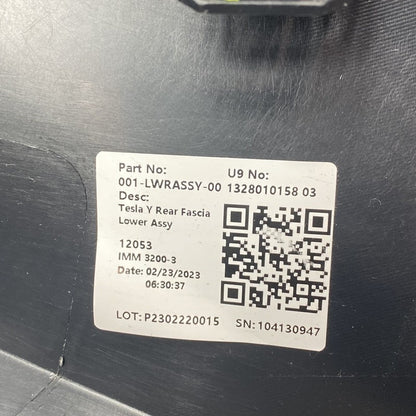 Part No: U9 No:
001-LWRASSY-00 1328010158 03
Desc:
Tesla Y Rear Fascia
Lower Assy
12053
IMM 3200-3
Date: 02/23/2023
06:30:37
LOT: P2302220015 SN: 104130947